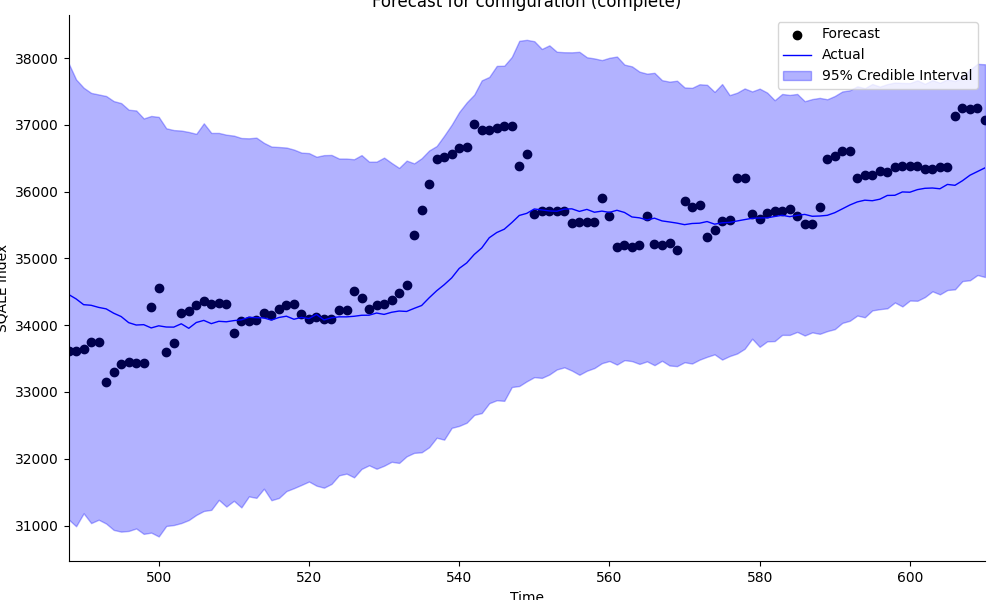 Forecast for configuration (complete)
Forecast
Actual
95% Credible Interval
38000
37000
36000
35000
34000
33000
32000
31000
SQALE Index
500
520
540
560
580
600
Time